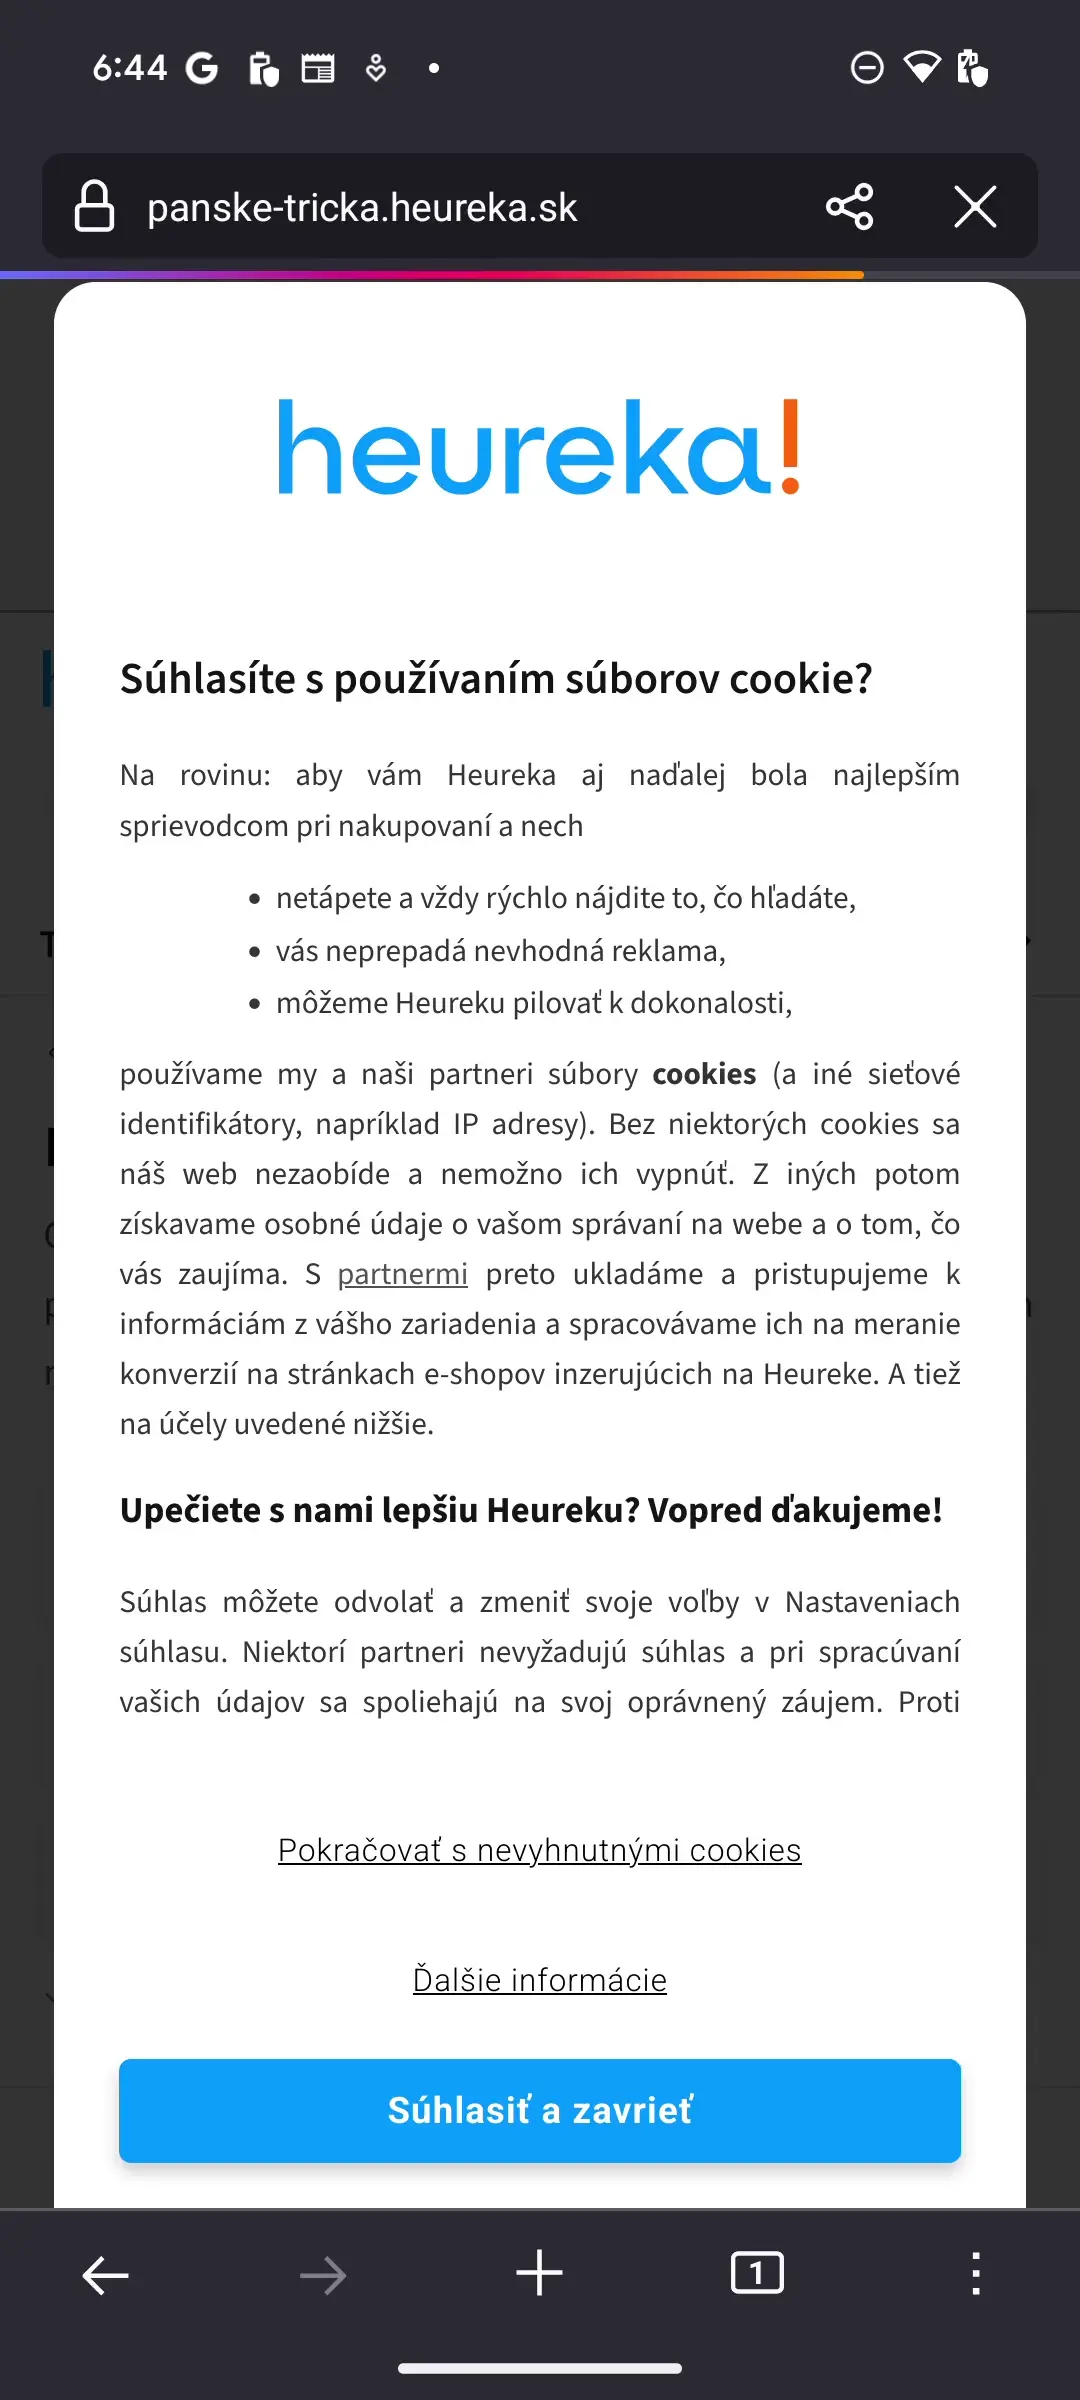 6:44
panske-tricka.heureka.sk
heureka!
Súhlasíte s používaním súborov cookie?
Na rovinu: aby vám Heureka aj naďalej bola najlepším
sprievodcom pri nakupovaní a nech
• netápete a vždy rýchlo nájdite to, čo hľadáte,
• vás neprepadá nevhodná reklama,
• môžeme Heureku pilovať k dokonalosti,
používame my a naši partneri súbory cookies (a iné sieťové
identifikátory, napríklad IP adresy). Bez niektorých cookies sa
náš web nezaobíde a nemožno ich vypnúť. Z iných potom
získavame osobné údaje o vašom správaní na webe a o tom, čo
vás zaujíma. S partnermi preto ukladáme a pristupujeme k
informáciám z vášho zariadenia a spracovávame ich na meranie
konverzií na stránkach e-shopov inzerujúcich na Heureke. A tiež
na účely uvedené nižšie.
Upečiete s nami lepšiu Heureku? Vopred ďakujeme!
Súhlas môžete odvolať a zmeniť svoje voľby v Nastaveniach
súhlasu. Niektorí partneri nevyžadujú súhlas a pri spracúvaní
vašich údajov sa spoliehajú na svoj oprávnený záujem. Proti
Pokračovať s nevyhnutnými cookies
Ďalšie informácie
Súhlasiť a zavrieť
1